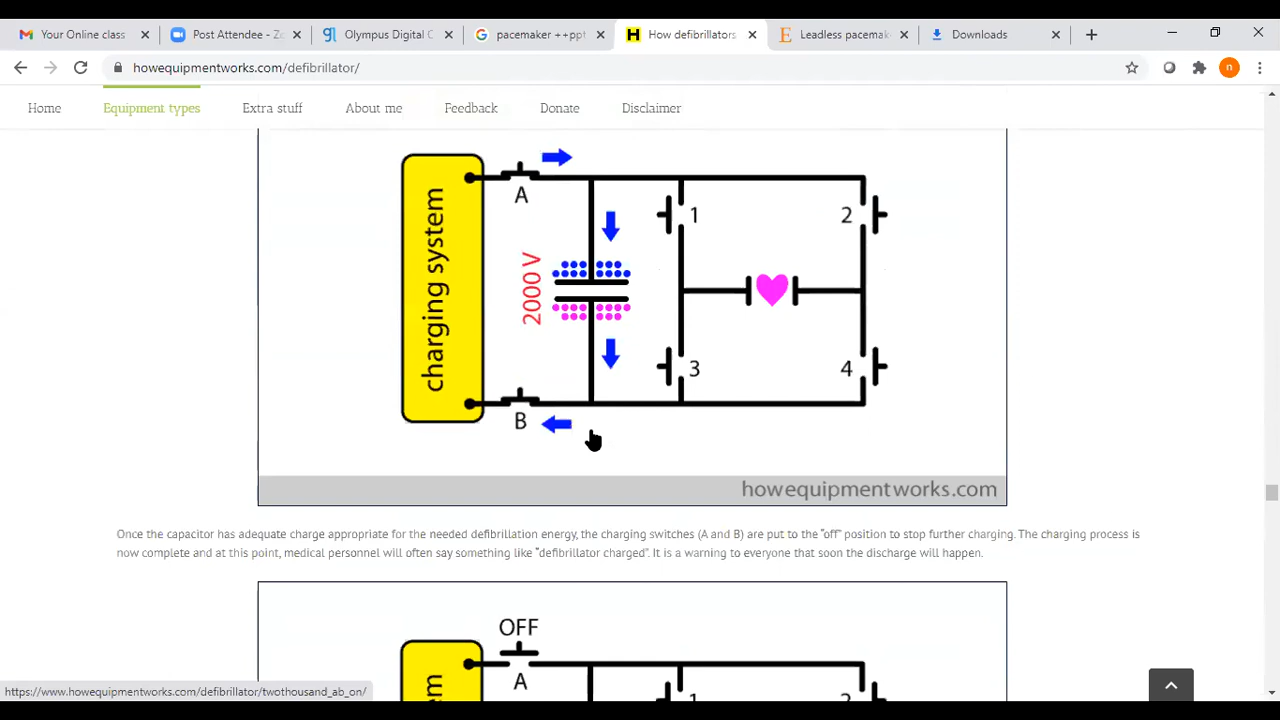 Your Online class
Post Attendee - Zo
Olympus Digital C
pacemaker ++ppt
How defibrillators
Leadless pacemak
Downloads
howequipmentworks.com/defibrillator/
n
Home
Equipment types
Extra stuff
About me
Feedback
Donate
Disclaimer
charging system
A
2000 V
B
1
2
3
4
howequipmentworks.com
Once the capacitor has adequate charge appropriate for the needed defibrillation energy, the charging switches (A and B) are put to the "off" position to stop further charging. The charging process is
now complete and at this point, medical personnel will often say something like "defibrillator charged". It is a warning to everyone that soon the discharge will happen.
OFF
A
1
2
https://www.howequipmentworks.com/defibrillator/twothousand_ab_on/